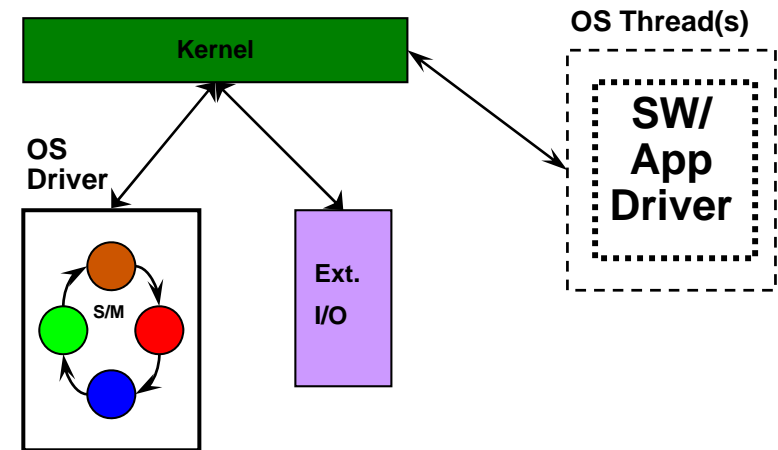 OS Thread(s)
Kernel
SW/
App
Driver
OS
Driver
S/M
Ext.
I/O